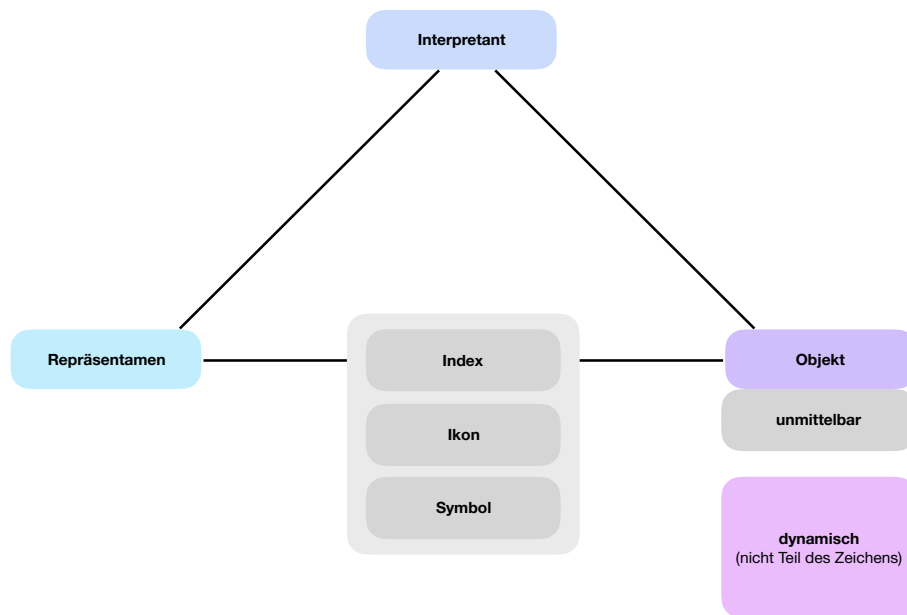 Interpretant
Repräsentamen
Index
Objekt
unmittelbar
Ikon
Symbol
dynamisch
(nicht Teil des Zeichens)